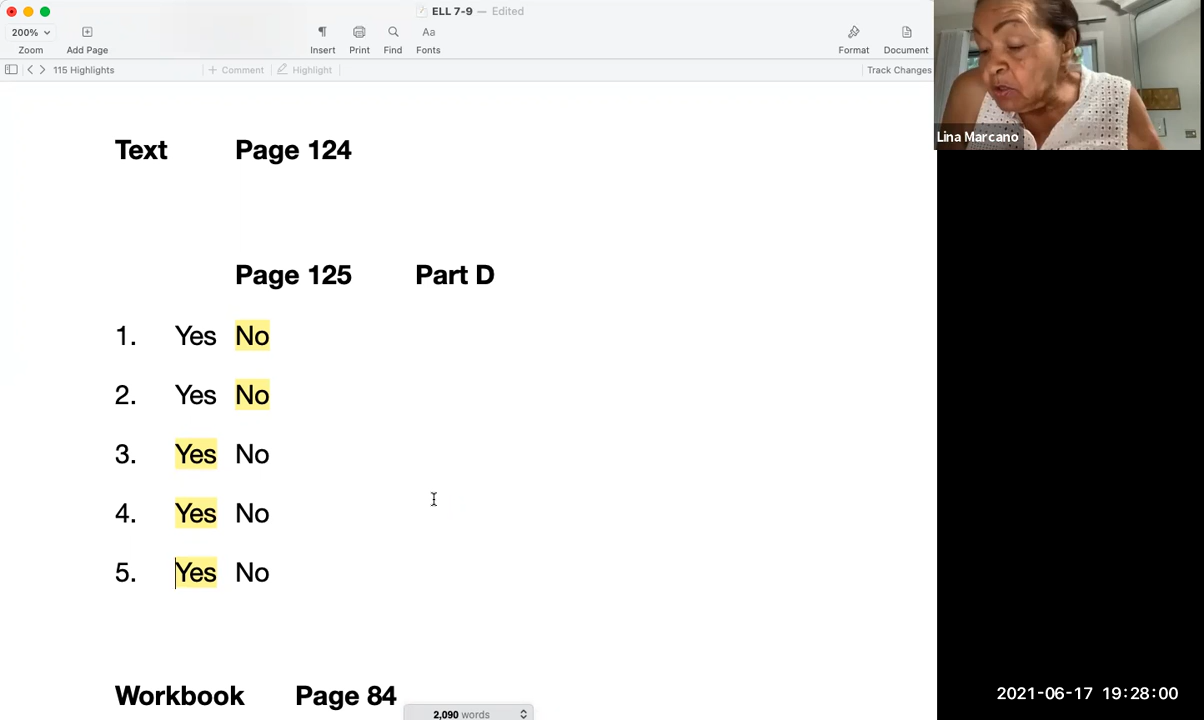 ELL 7-9 — Edited
200%
Zoom
Add Page
Insert
Print
Aa
Find
Fonts
Format
Document
115 Highlights
+ Comment
Highlight
Track Changes
Lina Marcano
Text Page 124
Page 125 Part D
1. Yes No
2. Yes No
3. Yes No
4. Yes No
5. Yes No
Workbook Page 84
2,090 words
2021-06-17 19:28:00